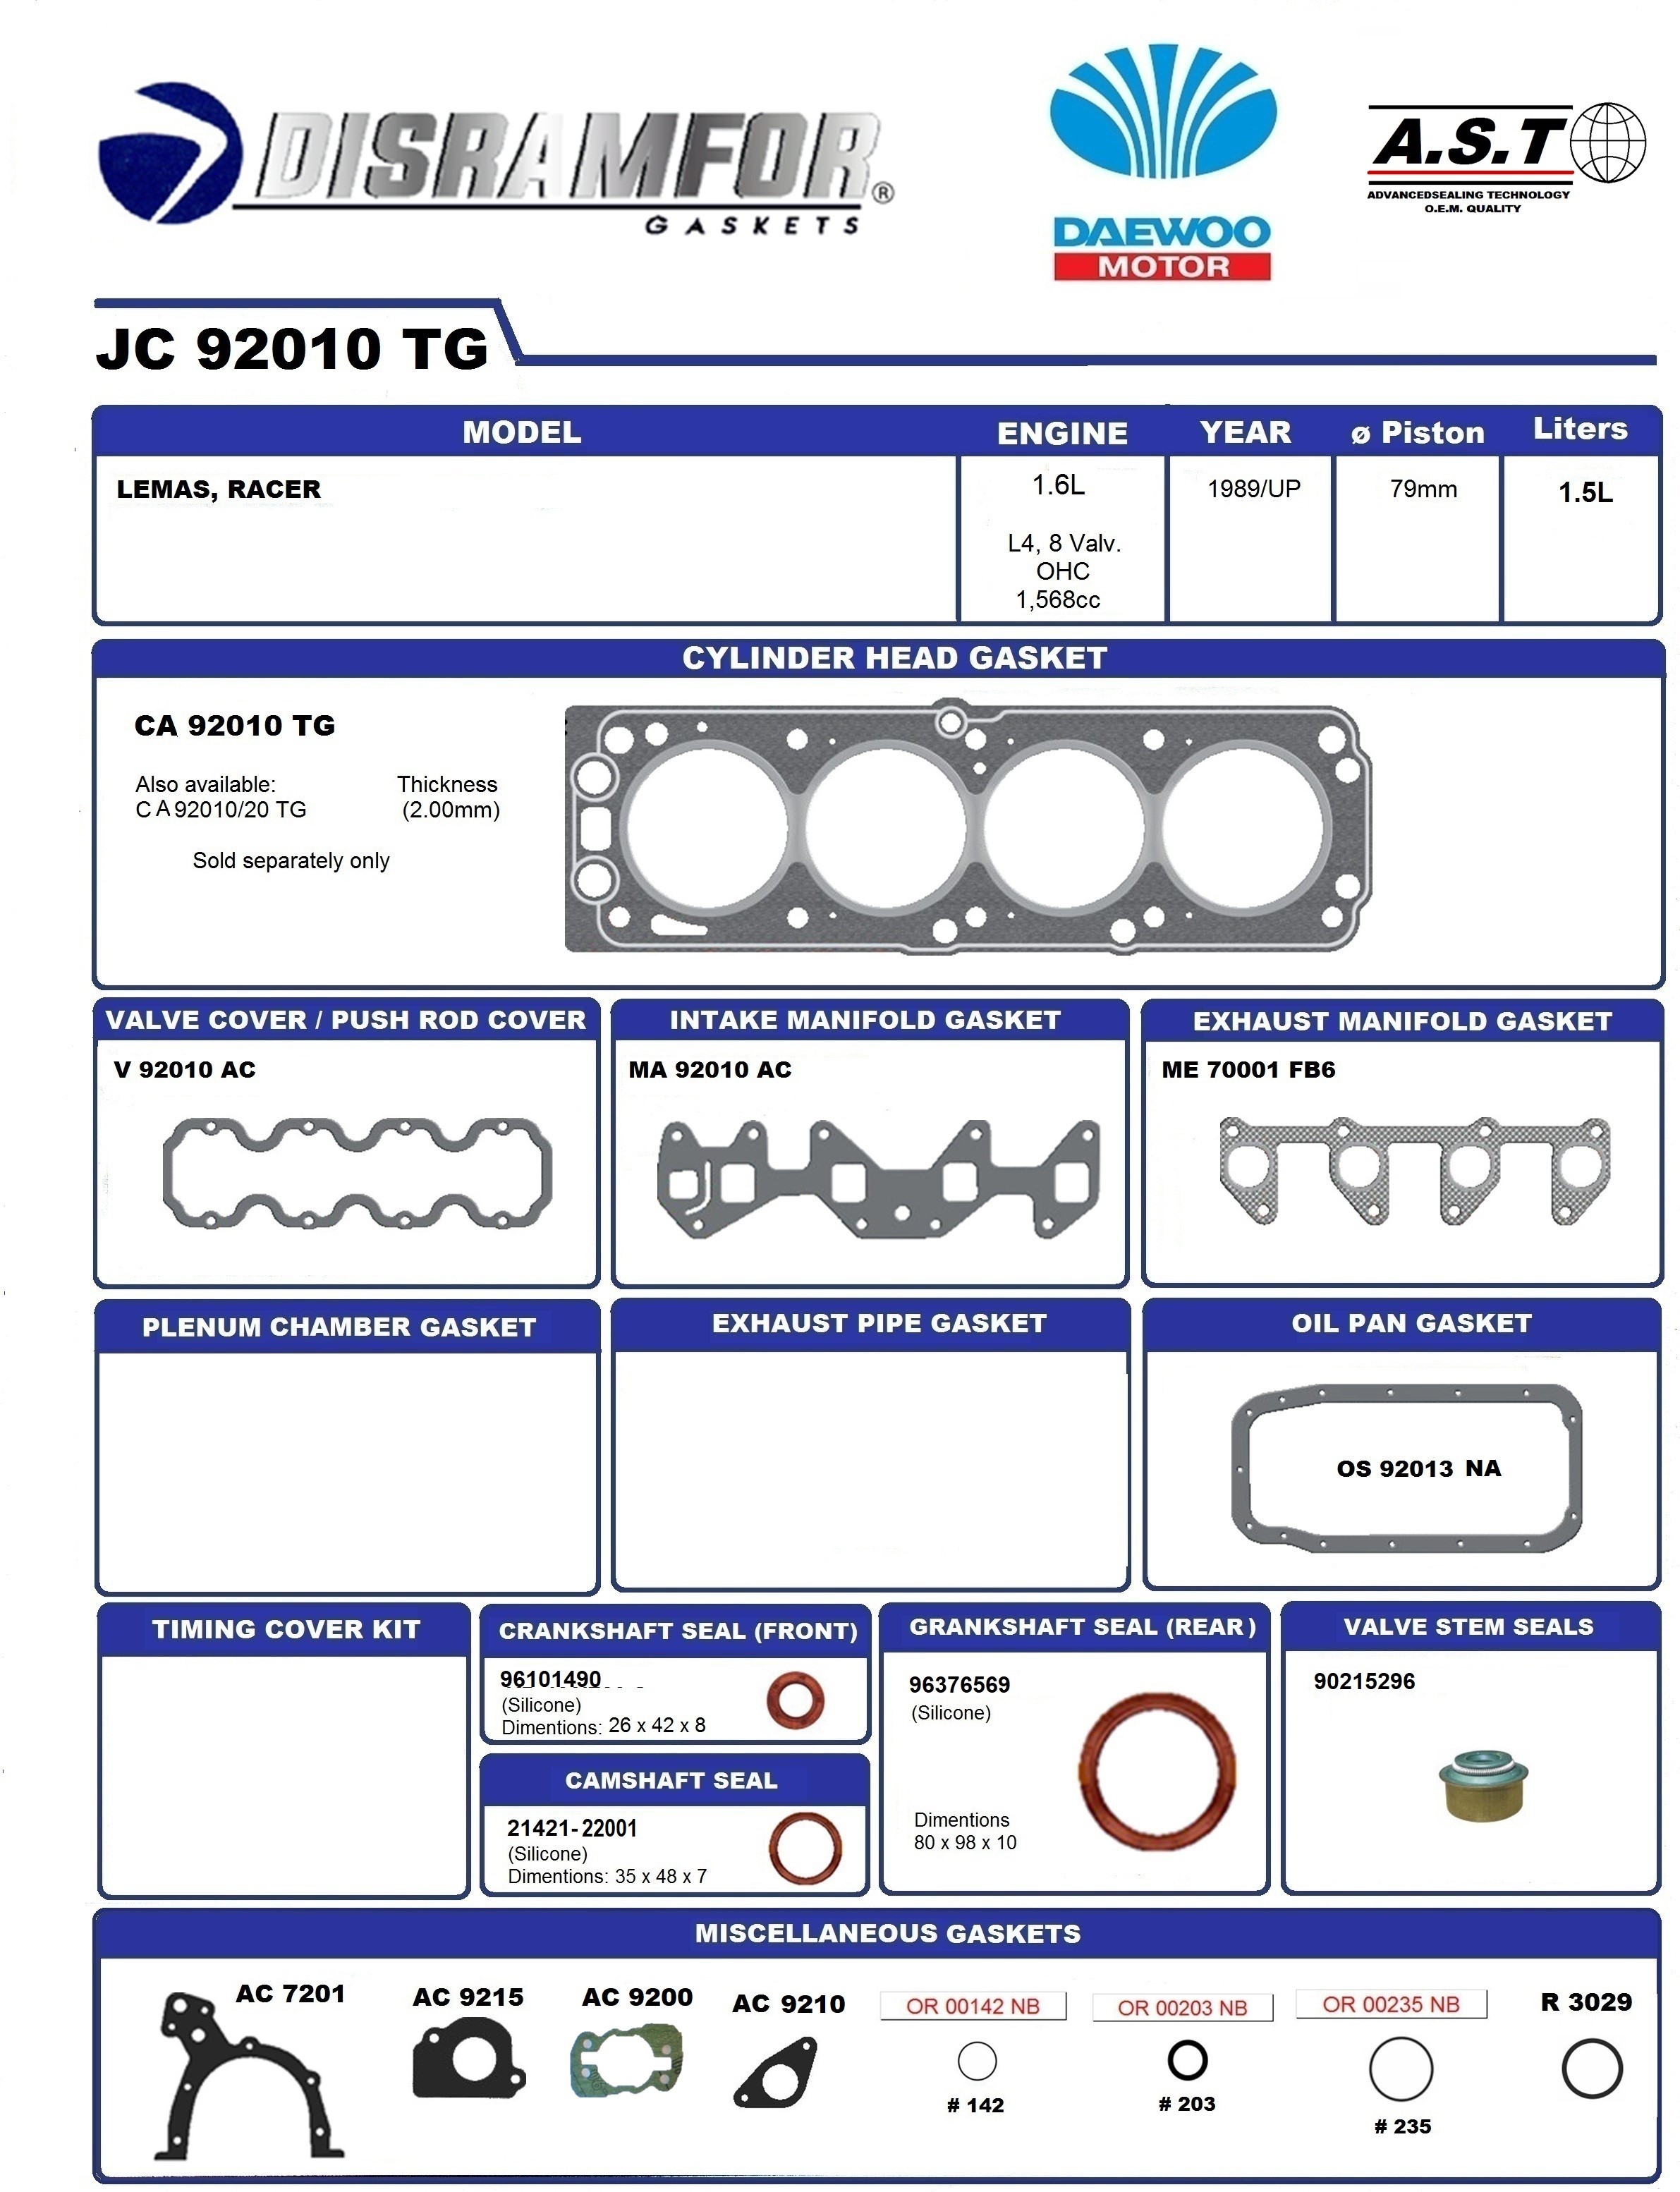 DISRAMFOR®
GASKETS
DAEWOO
MOTOR
A.S.T
ADVANCEDSEALING TECHNOLOGY
O.E.M. QUALITY
JC 92010 TG
MODEL ENGINE YEAR ø Piston Liters
LEMAS, RACER 1.6L 1989/UP 79mm 1.5L
L4, 8 Valv.
OHC
1,568cc
CYLINDER HEAD GASKET
CA 92010 TG
Also available: Thickness
C A 92010/20 TG (2.00mm)
Sold separately only
VALVE COVER / PUSH ROD COVER INTAKE MANIFOLD GASKET EXHAUST MANIFOLD GASKET
V 92010 AC MA 92010 AC ME 70001 FB6
PLENUM CHAMBER GASKET EXHAUST PIPE GASKET OIL PAN GASKET
OS 92013 NA
TIMING COVER KIT
CRANKSHAFT SEAL (FRONT)
96101490
(Silicone)
Dimentions: 26 x 42 x 8
CAMSHAFT SEAL
21421-22001
(Silicone)
Dimentions: 35 x 48 x 7
GRANKSHAFT SEAL (REAR)
96376569
(Silicone)
Dimentions
80 x 98 x 10
VALVE STEM SEALS
90215296
MISCELLANEOUS GASKETS
AC 7201 AC 9215 AC 9200 AC 9210 OR 00142 NB OR 00203 NB OR 00235 NB R 3029
# 142 # 203 # 235